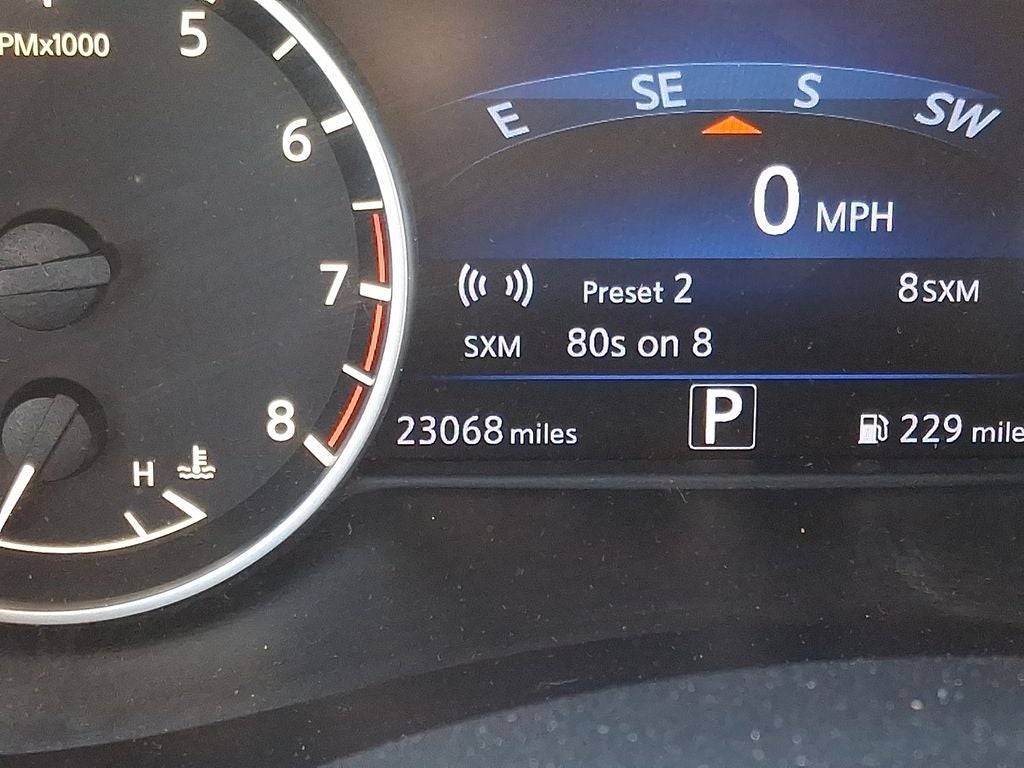 PMx1000
5
6
7
8
H
E SE S SW
0 MPH
Preset 2 8SXM
SXM 80s on 8
23068 miles P 229 mile